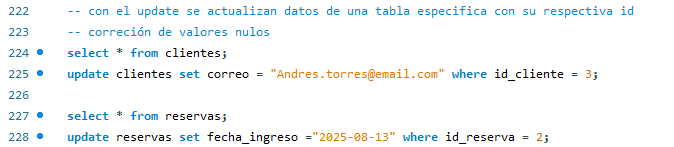 222 -- con el update se actualizan datos de una tabla especifica con su respectiva id
223 -- correción de valores nulos
224 select * from clientes;
225 update clientes set correo = "Andres.torres@email.com" where id_cliente = 3;
226
227 select * from reservas;
228 update reservas set fecha_ingreso ="2025-08-13" where id_reserva = 2;